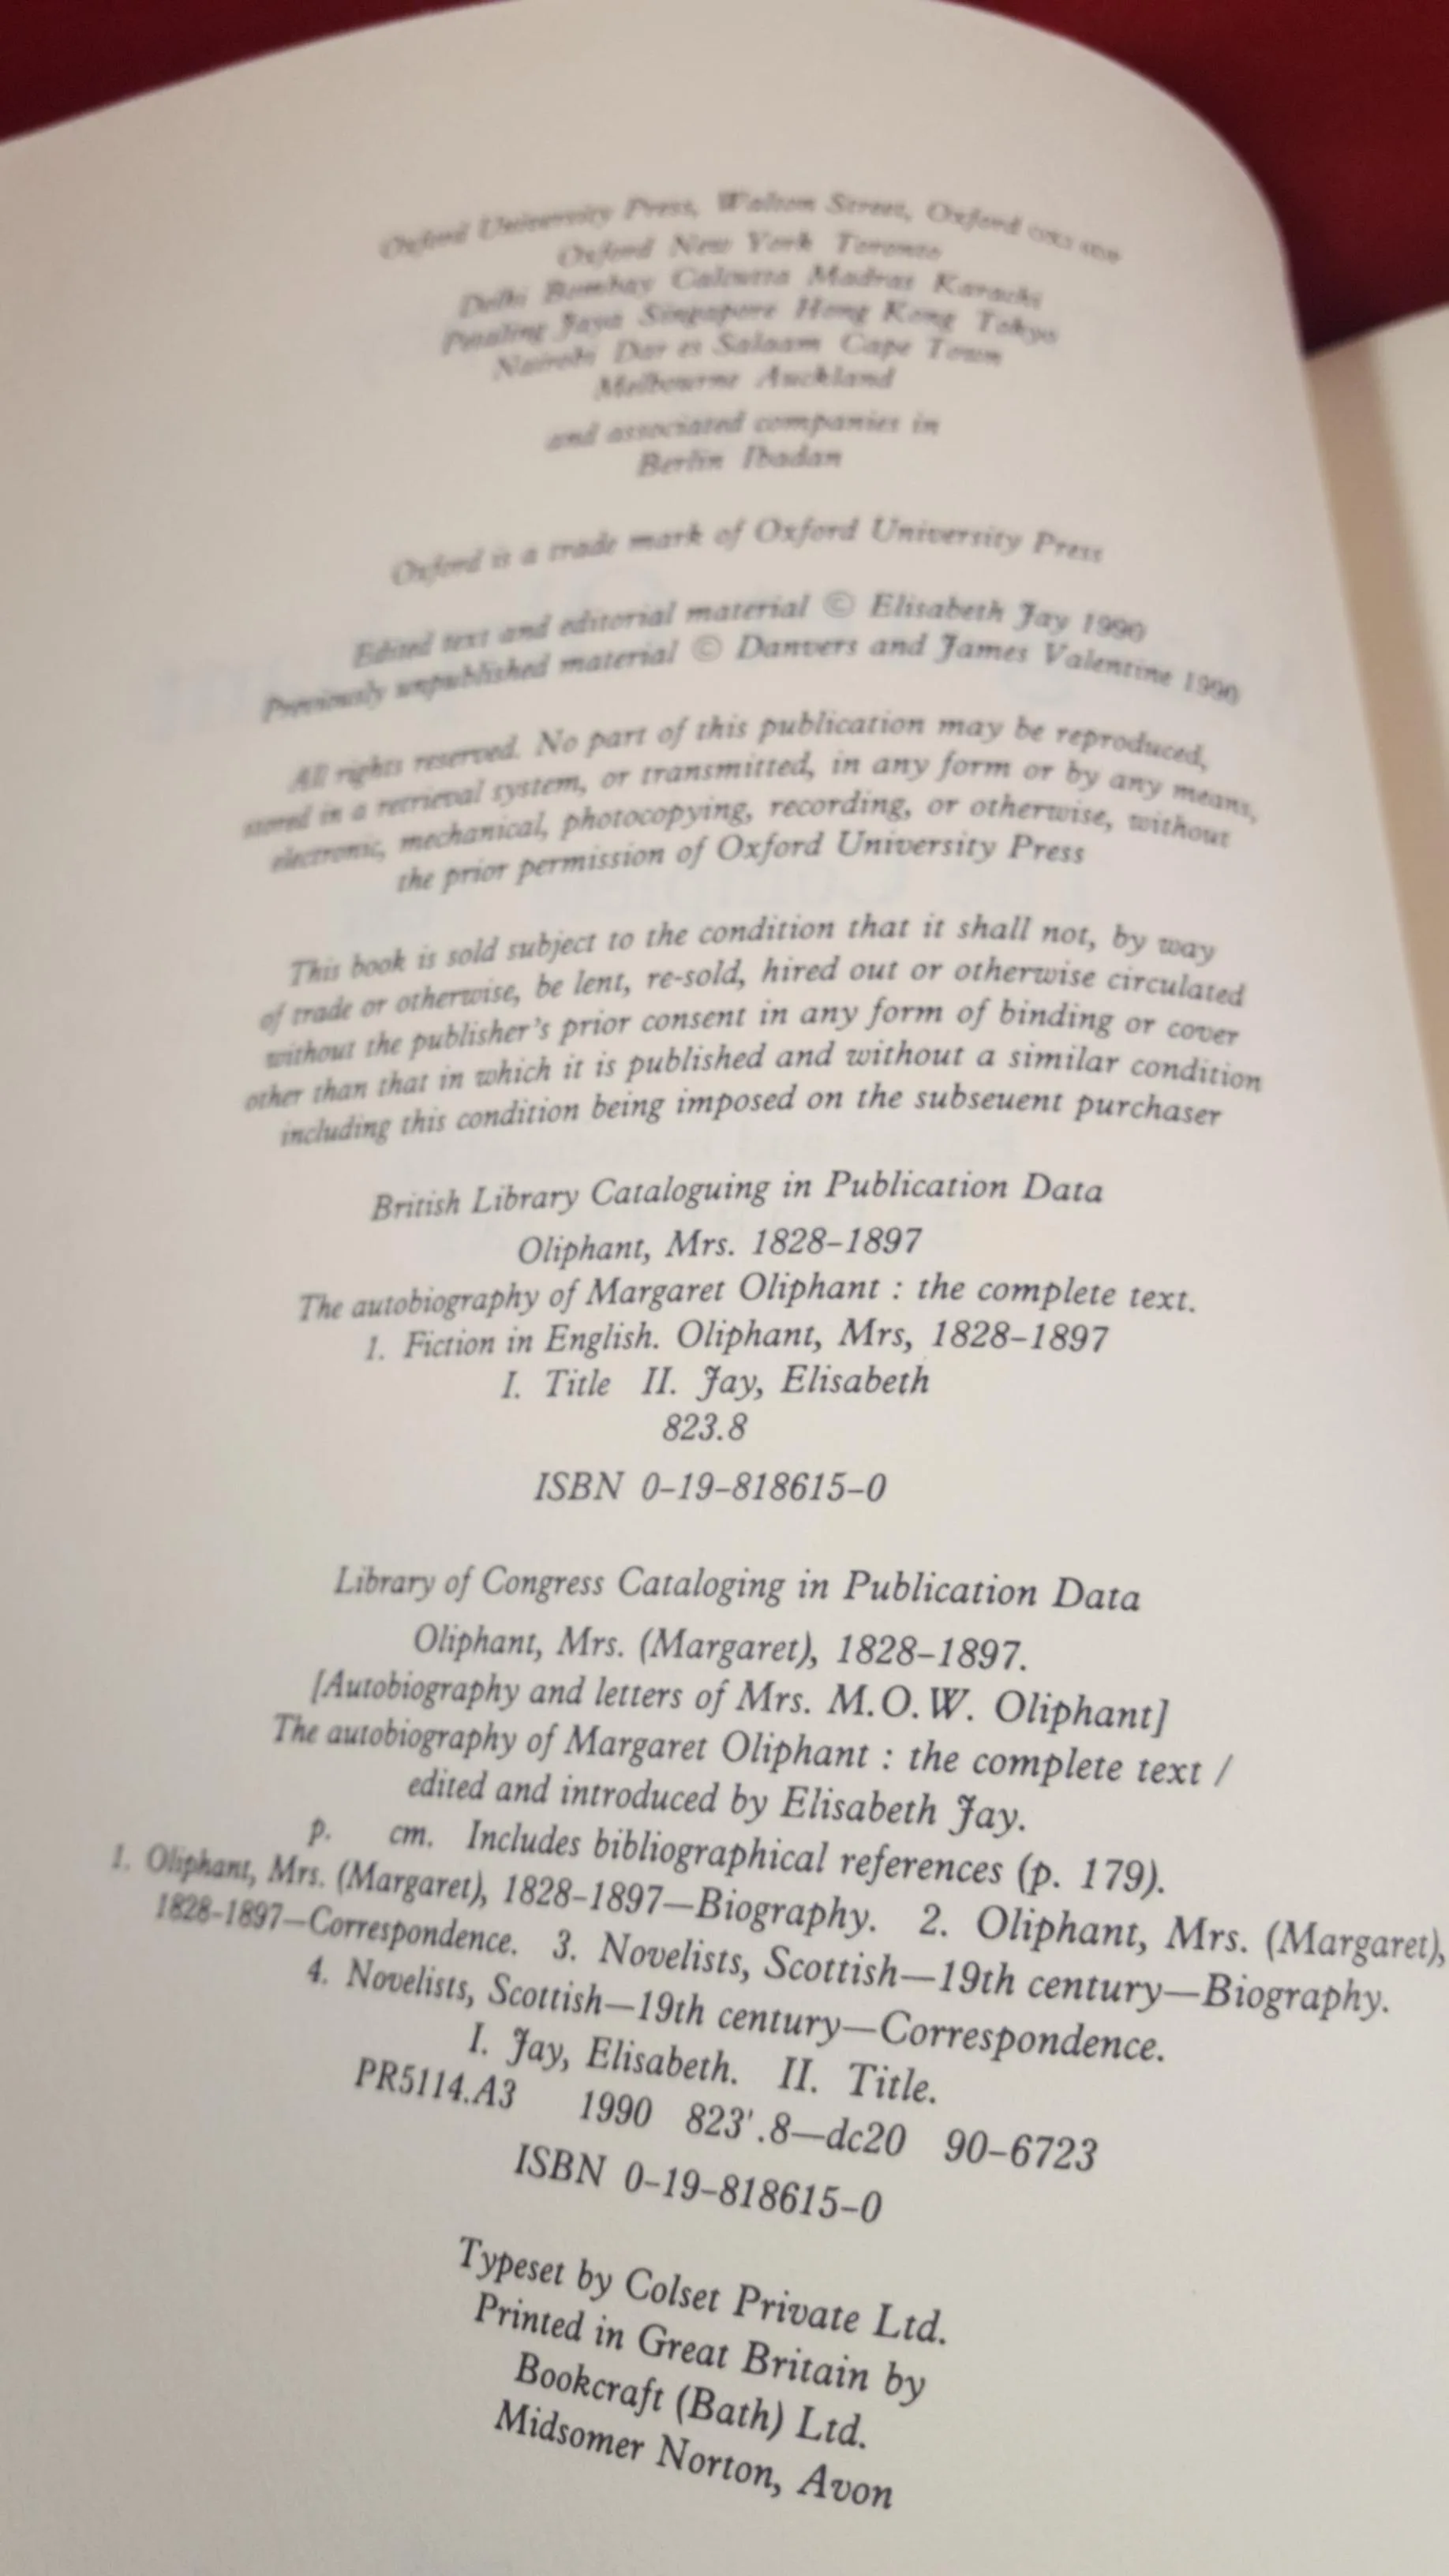 Oxford University Press, Walton Street, Oxford
Oxford New York Toronto
Delhi Bombay Calcutta Madras Karachi
Petaling Jaya Singapore Hong Kong Tokyo
Nairobi Dar es Salaam Cape Town
Melbourne Auckland
and associated companies in
Berlin Ibadan
Oxford is a trade mark of Oxford University Press
Edited text and editorial material © Elisabeth Jay 1990
Previously unpublished material © Danvers and James Valentine 1990
All rights reserved. No part of this publication may be reproduced,
stored in a retrieval system, or transmitted, in any form or by any means,
electronic, mechanical, photocopying, recording, or otherwise, without
the prior permission of Oxford University Press
This book is sold subject to the condition that it shall not, by way
of trade or otherwise, be lent, re-sold, hired out or otherwise circulated
without the publisher's prior consent in any form of binding or cover
other than that in which it is published and without a similar condition
including this condition being imposed on the subseuent purchaser
British Library Cataloguing in Publication Data
Oliphant, Mrs. 1828–1897
The autobiography of Margaret Oliphant : the complete text.
1. Fiction in English. Oliphant, Mrs, 1828–1897
I. Title II. Jay, Elisabeth
823.8
ISBN 0–19–818615–0
Library of Congress Cataloging in Publication Data
Oliphant, Mrs. (Margaret), 1828–1897.
[Autobiography and letters of Mrs. M.O.W. Oliphant]
The autobiography of Margaret Oliphant : the complete text /
edited and introduced by Elisabeth Jay.
p. cm. Includes bibliographical references (p. 179).
1. Oliphant, Mrs. (Margaret), 1828–1897—Biography. 2. Oliphant, Mrs. (Margaret),
1828–1897—Correspondence. 3. Novelists, Scottish—19th century—Biography.
4. Novelists, Scottish—19th century—Correspondence.
I. Jay, Elisabeth. II. Title.
PR5114.A3 1990 823'.8—dc20 90–6723
ISBN 0–19–818615–0
Typeset by Colset Private Ltd.
Printed in Great Britain by
Bookcraft (Bath) Ltd.
Midsomer Norton, Avon